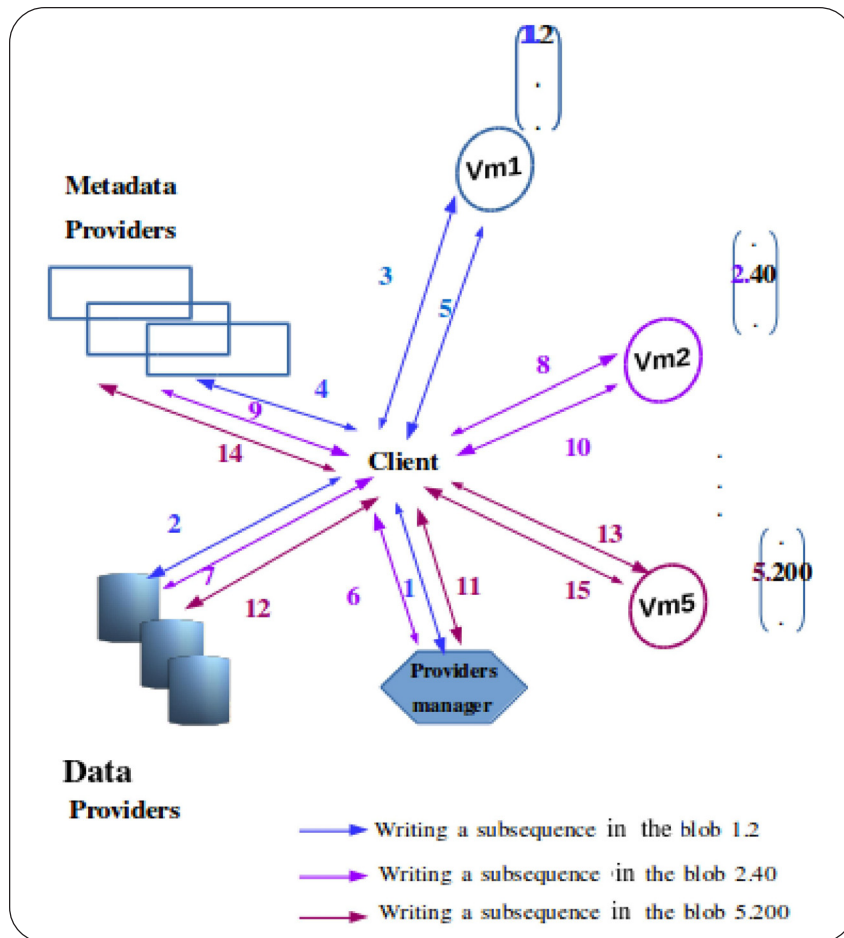 1.2
.
.
Vm1
Metadata
Providers
3
5
.
2.40
.
Vm2
8
4
9
10
14
Client
.
.
.
2
13
.
5.200
.
7
12
6
1
11
15
Vm5
Providers
manager
Data
Providers
Writing a subsequence in the blob 1.2
Writing a subsequence in the blob 2.40
Writing a subsequence in the blob 5.200